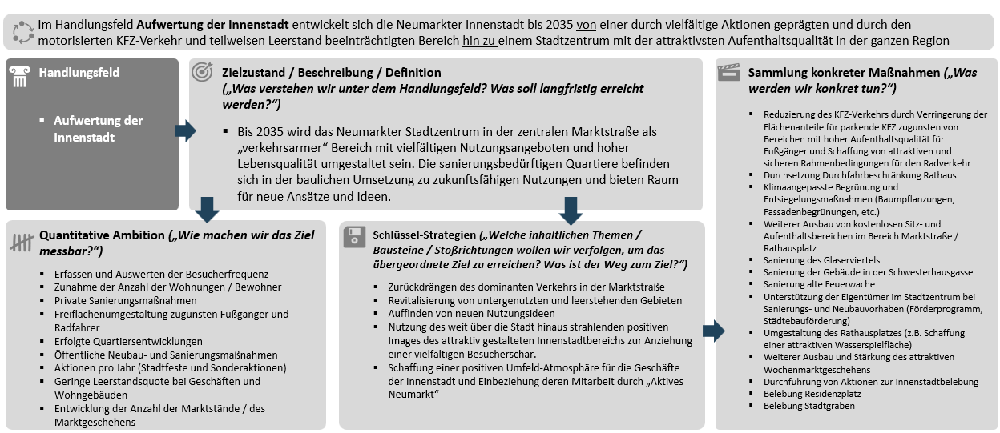 Im Handlungsfeld Aufwertung der Innenstadt entwickelt sich die Neumarkter Innenstadt bis 2035 von einer durch vielfältige Aktionen geprägten und durch den
motorisierten KFZ-Verkehr und teilweisen Leerstand beeinträchtigten Bereich hin zu einem Stadtzentrum mit der attraktivsten Aufenthaltsqualität in der ganzen Region
Handlungsfeld
▪ Aufwertung der
Innenstadt
Zielzustand / Beschreibung / Definition
(„Was verstehen wir unter dem Handlungsfeld? Was soll langfristig erreicht
werden?“)
▪ Bis 2035 wird das Neumarkter Stadtzentrum in der zentralen Marktstraße als
„verkehrsarmer“ Bereich mit vielfältigen Nutzungsangeboten und hoher
Lebensqualität umgestaltet sein. Die sanierungsbedürftigen Quartiere befinden
sich in der baulichen Umsetzung zu zukunftsfähigen Nutzungen und bieten Raum
für neue Ansätze und Ideen.
Quantitative Ambition („Wie machen wir das Ziel
messbar?“)
▪ Erfassen und Auswerten der Besucherfrequenz
▪ Zunahme der Anzahl der Wohnungen / Bewohner
▪ Private Sanierungsmaßnahmen
▪ Freiflächenumgestaltung zugunsten Fußgänger und
Radfahrer
▪ Erfolgte Quartiersentwicklungen
▪ Öffentliche Neubau- und Sanierungsmaßnahmen
▪ Aktionen pro Jahr (Stadtfeste und Sonderaktionen)
▪ Geringe Leerstandsquote bei Geschäften und
Wohngebäuden
▪ Entwicklung der Anzahl der Marktstände / des
Marktgeschehens
Schlüssel-Strategien („Welche inhaltlichen Themen /
Bausteine / Stoßrichtungen wollen wir verfolgen, um das
übergeordnete Ziel zu erreichen? Was ist der Weg zum Ziel?“)
▪ Zurückdrängen des dominanten Verkehrs in der Marktstraße
▪ Revitalisierung von untergenutzten und leerstehenden Gebieten
▪ Auffinden von neuen Nutzungsideen
▪ Nutzung des weit über die Stadt hinaus strahlenden positiven
Images des attraktiv gestalteten Innenstadtbereichs zur Anziehung
einer vielfältigen Besucherschar.
▪ Schaffung einer positiven Umfeld-Atmosphäre für die Geschäfte
der Innenstadt und Einbeziehung deren Mitarbeit durch „Aktives
Neumarkt“
Sammlung konkreter Maßnahmen („Was
werden wir konkret tun?“)
▪ Reduzierung des KFZ-Verkehrs durch Verringerung der
Flächenanteile für parkende KFZ zugunsten von
Bereichen mit hoher Aufenthaltsqualität für
Fußgänger und Schaffung von attraktiven und
sicheren Rahmenbedingungen für den Radverkehr
▪ Durchsetzung Durchfahrbeschränkung Rathaus
▪ Klimaangepasste Begrünung und
Entsiegelungsmaßnahmen (Baumpflanzungen,
Fassadenbegrünungen, etc.)
▪ Weiterer Ausbau von kostenlosen Sitz- und
Aufenthaltsbereichen im Bereich Marktstraße /
Rathausplatz
▪ Sanierung des Glaserviertels
▪ Sanierung der Gebäude in der Schwesterhausgasse
▪ Sanierung alte Feuerwache
▪ Unterstützung der Eigentümer im Stadtzentrum bei
Sanierungs- und Neubauvorhaben (Förderprogramm,
Städtebauförderung)
▪ Umgestaltung des Rathausplatzes (z.B. Schaffung
einer attraktiven Wasserspielfläche)
▪ Weiterer Ausbau und Stärkung des attraktiven
Wochenmarktgeschehens
▪ Durchführung von Aktionen zur Innenstadtbelebung
▪ Belebung Residenzplatz
▪ Belebung Stadtgraben